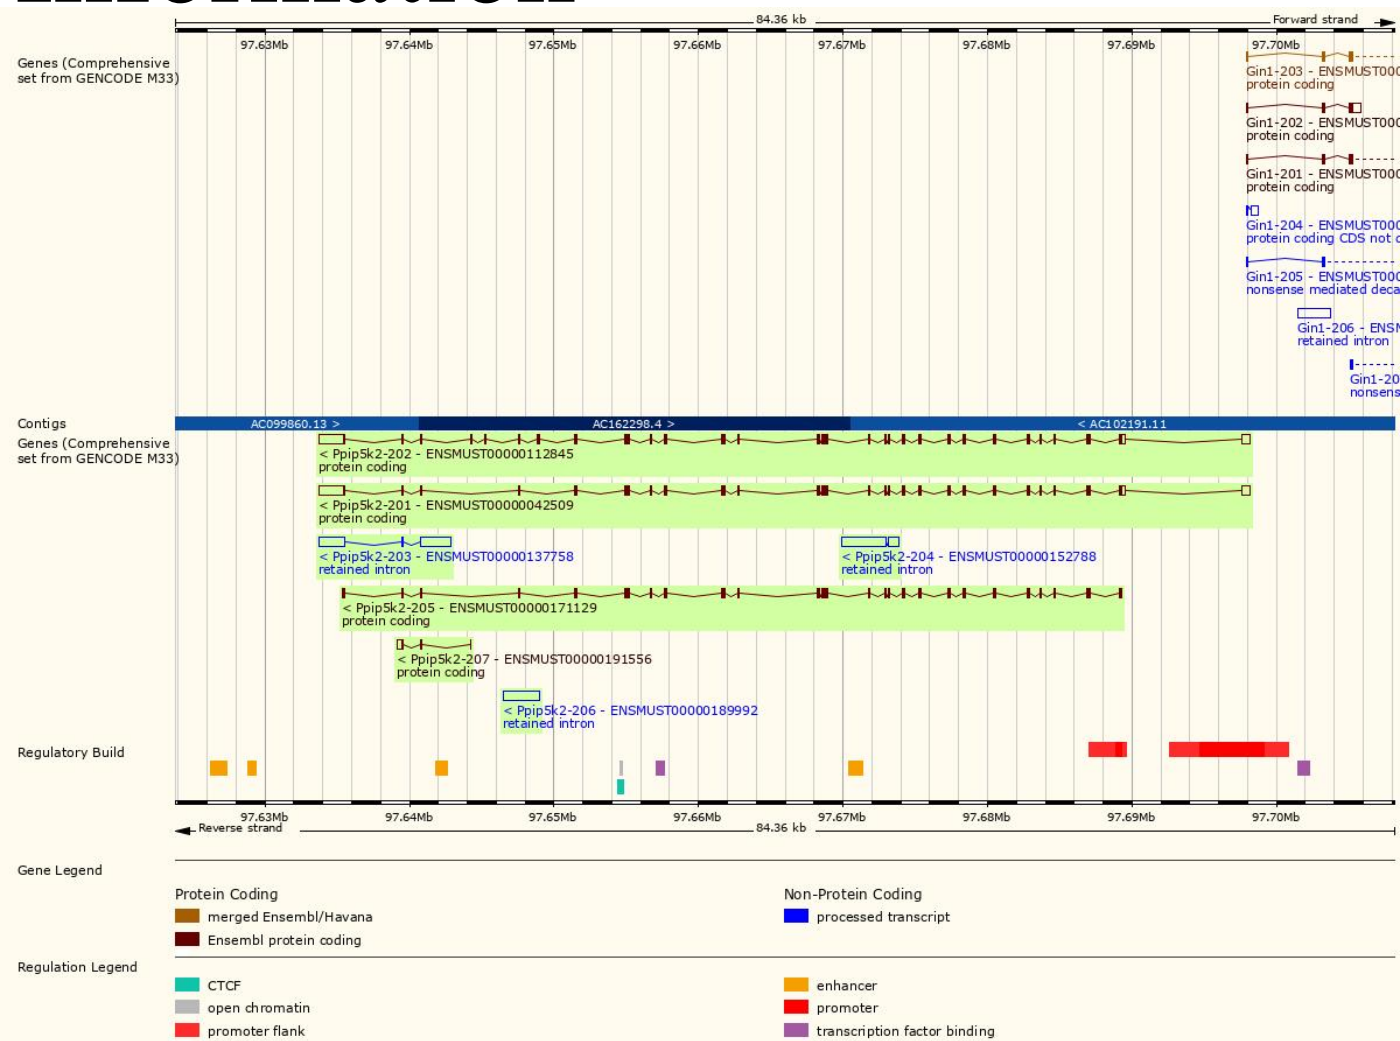 84.36 kb
Forward strand
97.63Mb 97.64Mb 97.65Mb 97.66Mb 97.67Mb 97.68Mb 97.69Mb 97.70Mb
Genes (Comprehensive
set from GENCODE M33)
Gin1-203 - ENSMUST000
protein coding
Gin1-202 - ENSMUST000
protein coding
Gin1-201 - ENSMUST000
protein coding
Gin1-204 - ENSMUST000
protein coding CDS not
Gin1-205 - ENSMUST000
nonsense mediated deca
Gin1-206 - ENSM
retained intron
Gin1-20
nonsens
Contigs
AC099860.13 > AC162298.4 > < AC102191.11
Genes (Comprehensive
set from GENCODE M33)
< Ppip5k2-202 - ENSMUST00000112845
protein coding
< Ppip5k2-201 - ENSMUST00000042509
protein coding
< Ppip5k2-203 - ENSMUST00000137758 < Ppip5k2-204 - ENSMUST00000152788
retained intron retained intron
< Ppip5k2-205 - ENSMUST00000171129
protein coding
< Ppip5k2-207 - ENSMUST00000191556
protein coding
< Ppip5k2-206 - ENSMUST00000189992
retained intron
Regulatory Build
97.63Mb 97.64Mb 97.65Mb 97.66Mb 97.67Mb 97.68Mb 97.69Mb 97.70Mb
Reverse strand 84.36 kb
Gene Legend
Protein Coding Non-Protein Coding
merged Ensembl/Havana processed transcript
Ensembl protein coding
Regulation Legend
CTCF enhancer
open chromatin promoter
promoter flank transcription factor binding